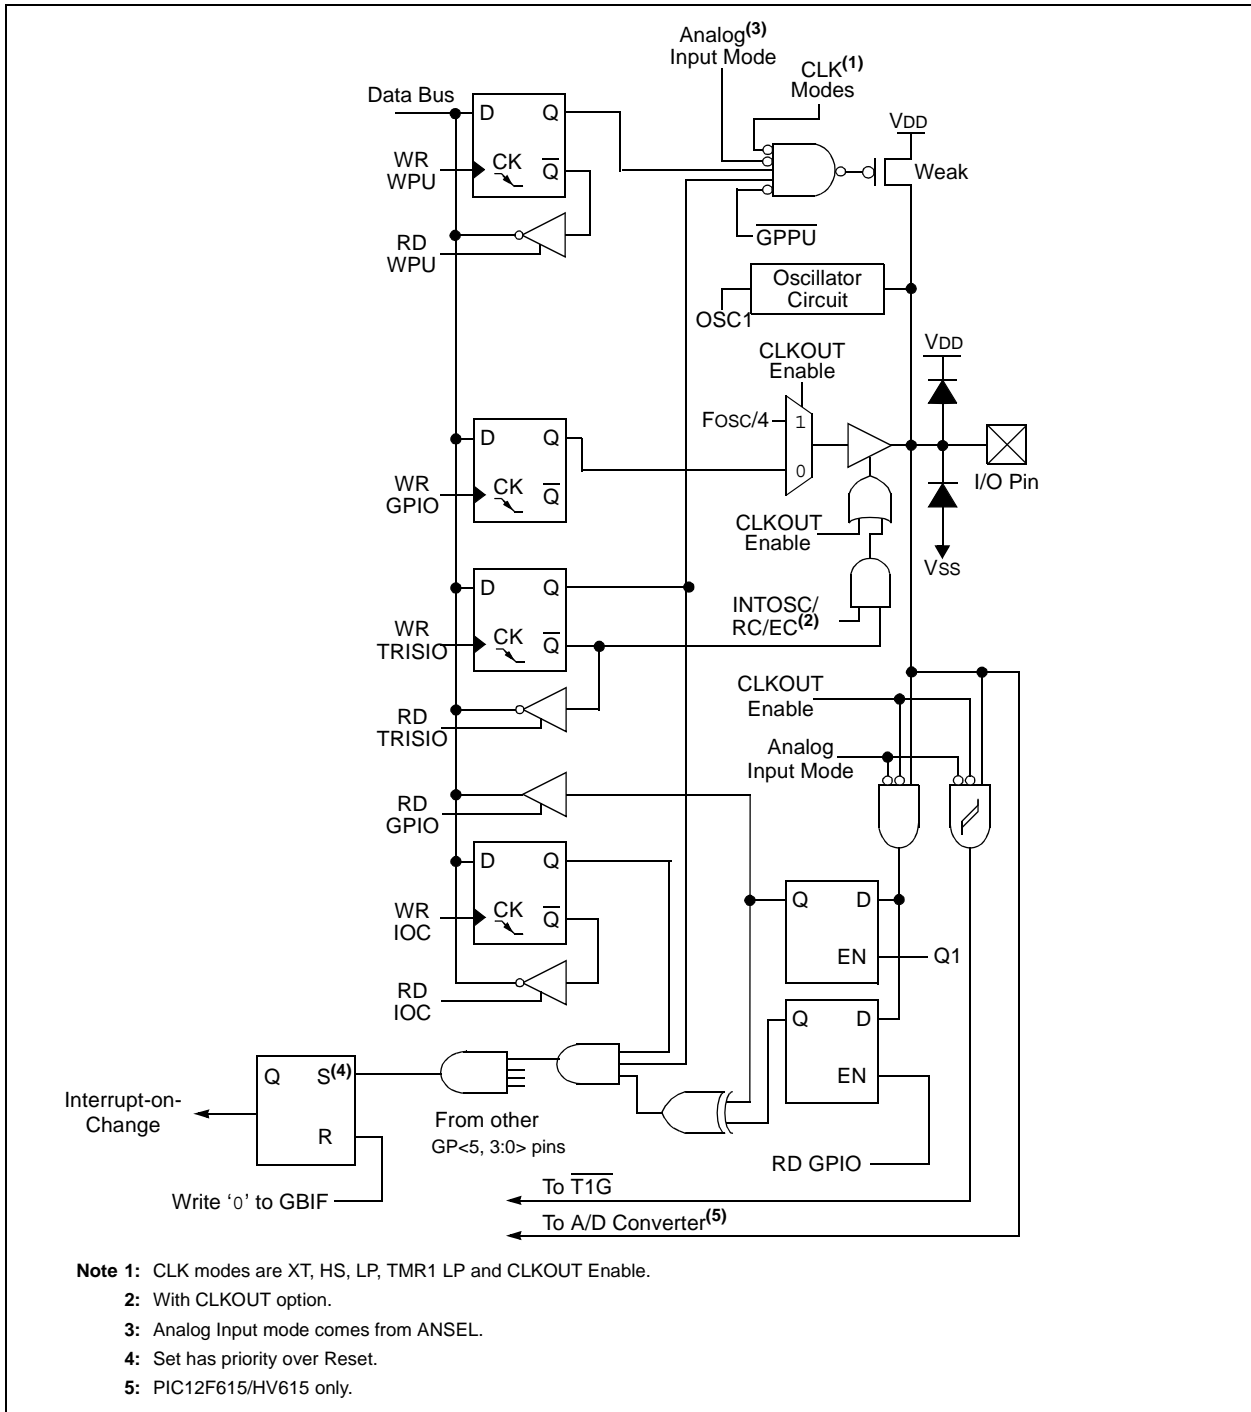 Analog(3)
Input Mode
CLK(1)
Modes
Data Bus
D
Q
VDD
WR
WPU
CK
Q
Weak
RD
WPU
GPPU
Oscillator
Circuit
OSC1
CLKOUT
Enable
VDD
FOSC/4
1
D
Q
0
WR
GPIO
CK
Q
I/O Pin
CLKOUT
Enable
VSS
D
Q
INTOSC/
RC/EC(2)
WR
TRISIO
CK
Q
CLKOUT
Enable
RD
TRISIO
Analog
Input Mode
RD
GPIO
D
Q
Q
D
WR
IOC
CK
Q
EN
Q1
RD
IOC
Q
D
EN
Q
S(4)
Interrupt-on-
Change
R
From other
GP<5, 3:0> pins
RD GPIO
Write ‘0’ to GBIF
To T1G
To A/D Converter(5)
Note 1: CLK modes are XT, HS, LP, TMR1 LP and CLKOUT Enable.
2: With CLKOUT option.
3: Analog Input mode comes from ANSEL.
4: Set has priority over Reset.
5: PIC12F615/HV615 only.